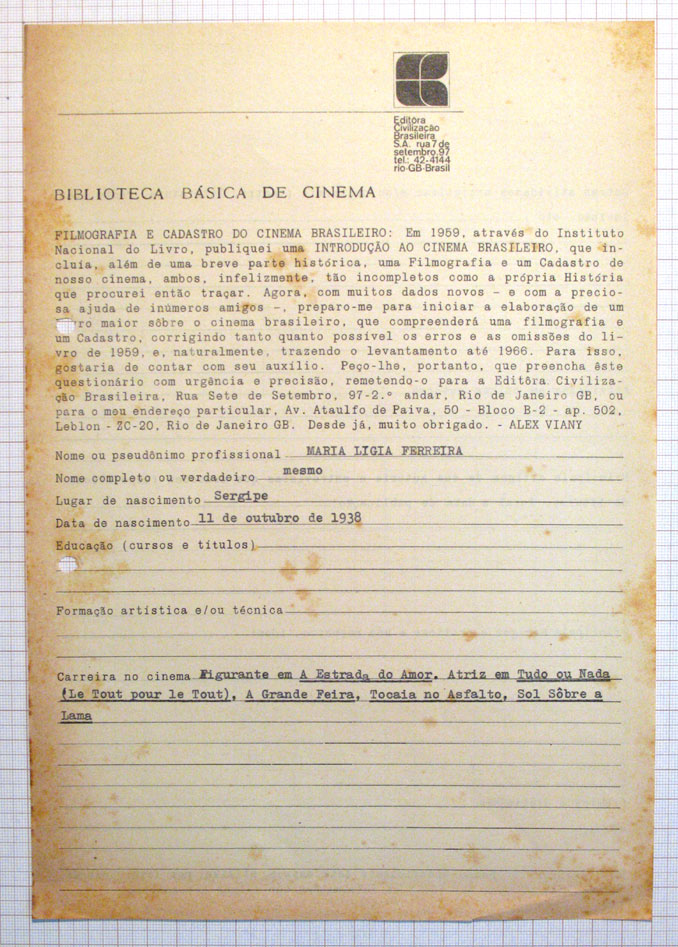 Editôra
Civilização
Brasileira
S.A. rua 7 de
setembro, 97
tel.: 42-4144
rio-GB-Brasil
BIBLIOTECA BÁSICA DE CINEMA
FILMOGRAFIA E CADASTRO DO CINEMA BRASILEIRO: Em 1959, através do Instituto
Nacional do Livro, publiquei uma INTRODUÇÃO AO CINEMA BRASILEIRO, que in-
cluía, além de uma breve parte histórica, uma Filmografia e um Cadastro de
nosso cinema, ambos, infelizmente, tão incompletos como a própria História
que procurei então traçar. Agora, com muitos dados novos - e com a precio-
sa ajuda de inúmeros amigos -, preparo-me para iniciar a elaboração de um
ro maior sôbre o cinema brasileiro, que compreenderá uma filmografia e
um Cadastro, corrigindo tanto quanto possível os erros e as omissões do li-
vro de 1959, e, naturalmente, trazendo o levantamento até 1966. Para isso,
gostaria de contar com seu auxílio. Peço-lhe, portanto, que preencha êste
questionário com urgência e precisão, remetendo-o para a Editôra Civiliza-
ção Brasileira, Rua Sete de Setembro, 97-2.º andar, Rio de Janeiro GB, ou
para o meu endereço particular, Av. Ataulfo de Paiva, 50 - Bloco B-2 - ap. 502,
Leblon - ZC-20, Rio de Janeiro GB. Desde já, muito obrigado. - ALEX VIANY
Nome ou pseudônimo profissional MARIA LIGIA FERREIRA
Nome completo ou verdadeiro mesmo
Lugar de nascimento Sergipe
Data de nascimento 11 de outubro de 1938
Educação (cursos e títulos)
Formação artística e/ou técnica
Carreira no cinema Figurante em A Estrada do Amor. Atriz em Tudo ou Nada
(Le Tout pour le Tout), A Grande Feira, Tocaia no Asfalto, Sol Sôbre a
Lama